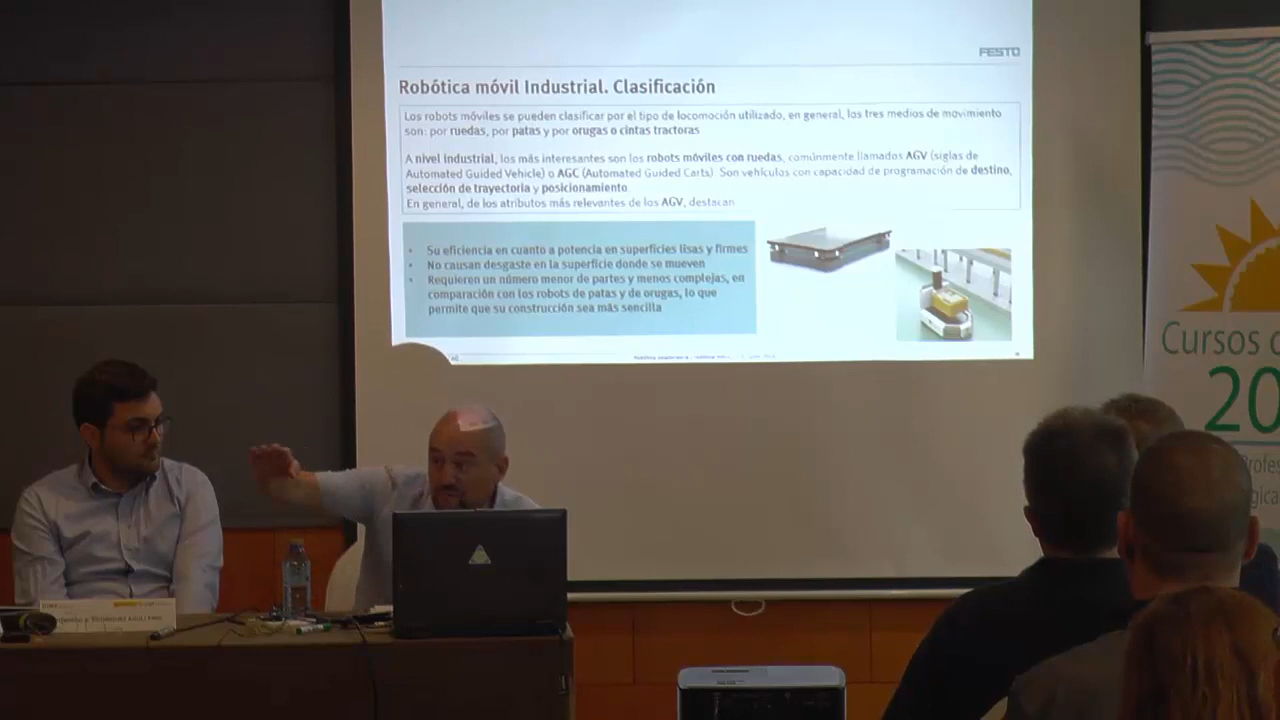 FESTO
Robótica móvil Industrial. Clasificación
Los robots móviles se pueden clasificar por el tipo de locomoción utilizado, en general, los tres medios de movimiento
son: por ruedas, por patas y por orugas o cintas tractoras
A nivel industrial, los más interesantes son los robots móviles con ruedas, comúnmente llamados AGV (siglas de
Automated Guided Vehicle) o AGC (Automated Guided Carts) Son vehículos con capacidad de programación de destino,
selección de trayectoria y posicionamiento
En general, de los atributos más relevantes de los AGV, destacan
• Su eficiencia en cuanto a potencia en superficies lisas y firmes
• No causan desgaste en la superficie donde se mueven
• Requieren un número menor de partes y menos complejas, en
comparación con los robots de patas y de orugas, lo que
permite que su construcción sea más sencilla
Cursos
20